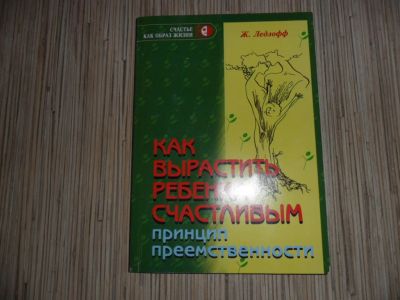 СЧАСТЬЕ
КАК ОБРАЗ ЖИЗНИ
Ж. Ледлофф
КАК
ВЫРАСТИТЬ
РЕБЕНКА
СЧАСТЛИВЫМ
принцип
преемственности